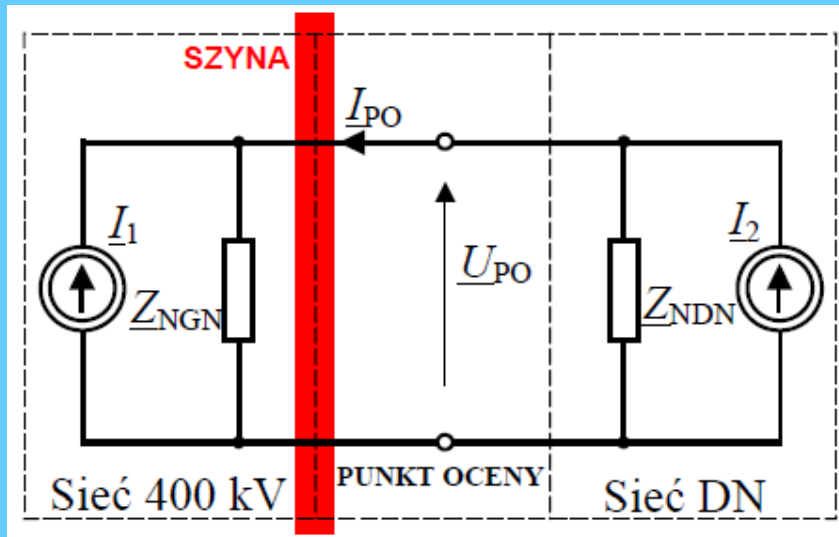 SZYNA
I_PO
I_1
Z_NGN
U_PO
Z_NDN
I_2
PUNKT OCENY
Sieć 400 kV
Sieć DN